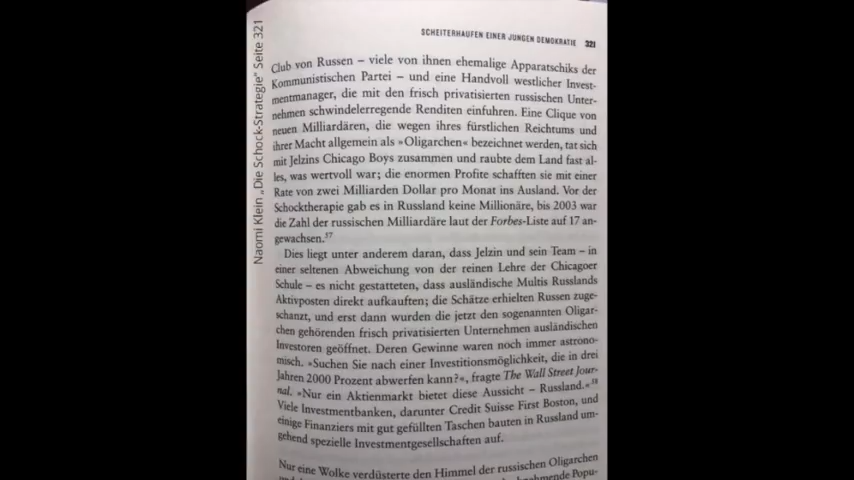 SCHEITERHAUFEN EINER JUNGEN DEMOKRATIE 321
Naomi Klein „Die Schock-Strategie“ Seite 321
Club von Russen – viele von ihnen ehemalige Apparatschiks der
Kommunistischen Partei – und eine Handvoll westlicher Invest-
mentmanager, die mit den frisch privatisierten russischen Unter-
nehmen schwindelerregende Renditen einfuhren. Eine Clique von
neuen Milliardären, die wegen ihres fürstlichen Reichtums und
ihrer Macht allgemein als »Oligarchen« bezeichnet werden, tat sich
mit Jelzins Chicago Boys zusammen und raubte dem Land fast al-
les, was wertvoll war; die enormen Profite schafften sie mit einer
Rate von zwei Milliarden Dollar pro Monat ins Ausland. Vor der
Schocktherapie gab es in Russland keine Millionäre, bis 2003 war
die Zahl der russischen Milliardäre laut der Forbes-Liste auf 17 an-
gewachsen.37
Dies liegt unter anderem daran, dass Jelzin und sein Team – in
einer seltenen Abweichung von der reinen Lehre der Chicagoer
Schule – es nicht gestatteten, dass ausländische Multis Russlands
Aktivposten direkt aufkauften; die Schätze erhielten Russen zuge-
schanzt, und erst dann wurden die jetzt den sogenannten Oligar-
chen gehörenden frisch privatisierten Unternehmen ausländischen
Investoren geöffnet. Deren Gewinne waren noch immer astrono-
misch. »Suchen Sie nach einer Investitionsmöglichkeit, die in drei
Jahren 2000 Prozent abwerfen kann?«, fragte The Wall Street Jour-
nal. »Nur ein Aktienmarkt bietet diese Aussicht – Russland.«38
Viele Investmentbanken, darunter Credit Suisse First Boston, und
einige Finanziers mit gut gefüllten Taschen bauten in Russland um-
gehend spezielle Investmentgesellschaften auf.
Nur eine Wolke verdüsterte den Himmel der russischen Oligarchen